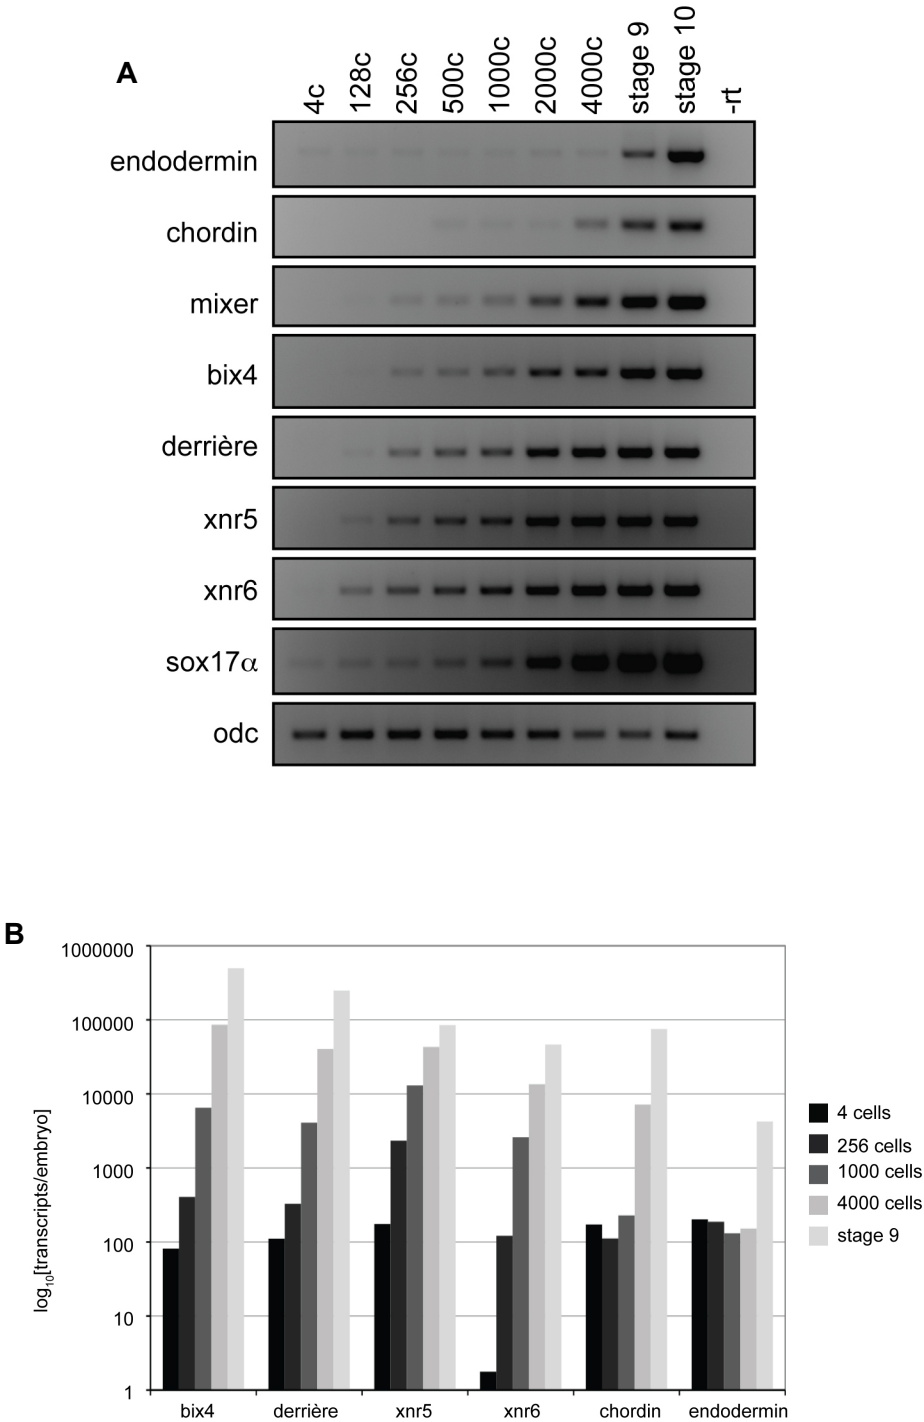 A
4c 128c 256c 500c 1000c 2000c 4000c stage 9 stage 10 -rt
endodermin
chordin
mixer
bix4
derrière
xnr5
xnr6
sox17α
odc
B
log10[transcripts/embryo]
1000000
100000
10000
1000
100
10
1
bix4 derrière xnr5 xnr6 chordin endodermin
4 cells
256 cells
1000 cells
4000 cells
stage 9